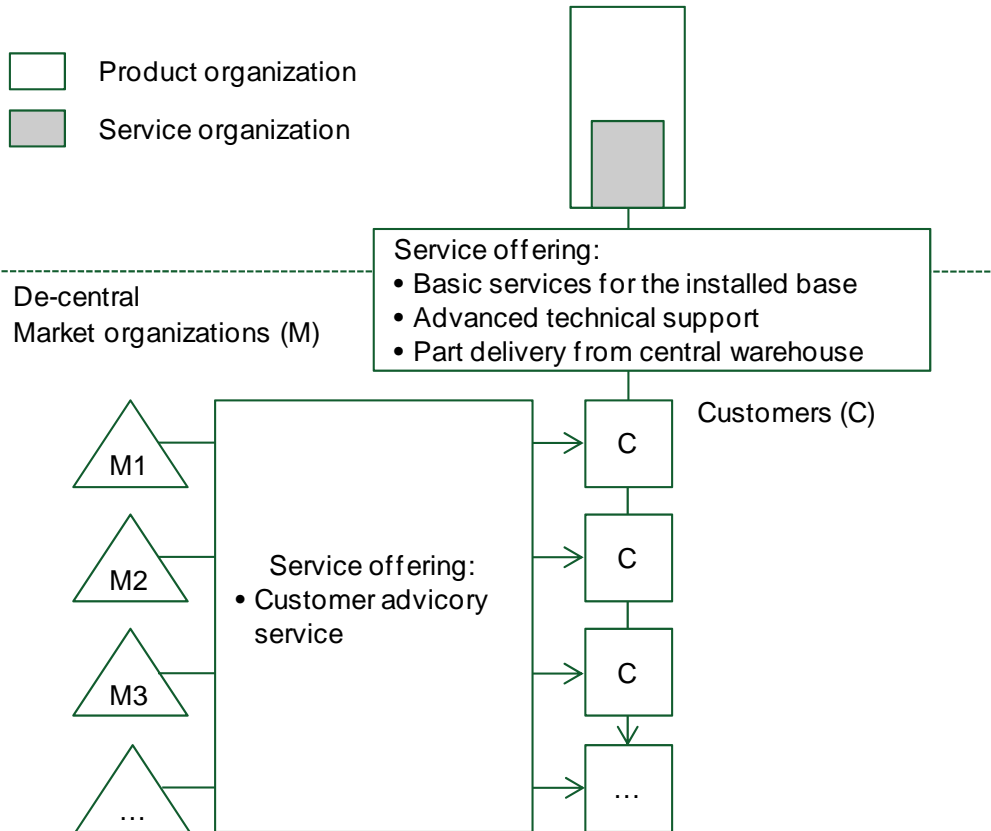 Product organization
Service organization
Service offering:
• Basic services for the installed base
• Advanced technical support
• Part delivery from central warehouse
De-central
Market organizations (M)
Customers (C)
M1
C
M2
C
Service offering:
• Customer advicory
service
M3
C
...
...